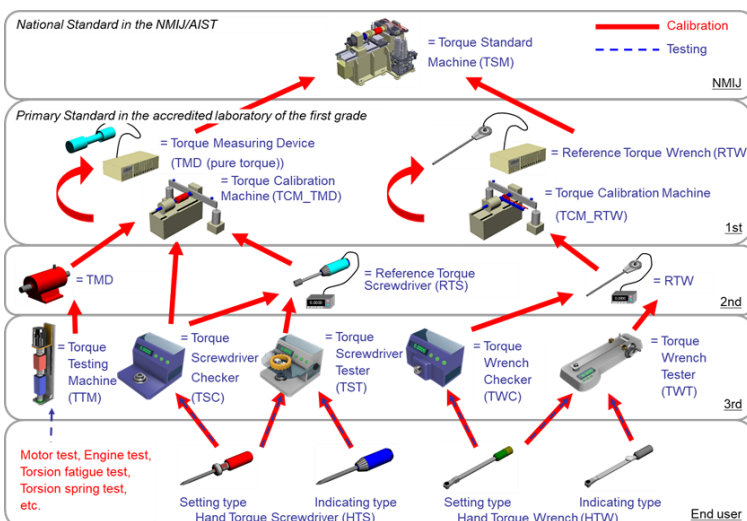 National Standard in the NMIJ/AIST
Calibration
Testing
= Torque Standard
Machine (TSM)
NMIJ
Primary Standard in the accredited laboratory of the first grade
= Torque Measuring Device
(TMD (pure torque))
= Torque Calibration
Machine (TCM_TMD)
= Reference Torque Wrench (RTW
= Torque Calibration Machine
(TCM_RTW)
1st
= TMD
= Reference Torque
Screwdriver (RTS)
= RTW
2nd
= Torque
Testing
Machine
(TTM)
= Torque
Screwdriver
Checker
(TSC)
= Torque
Screwdriver
Tester
(TST)
= Torque
Wrench
Checker
(TWC)
= Torque
Wrench
Tester
(TWT)
3rd
Motor test, Engine test,
Torsion fatigue test,
Torsion spring test,
etc.
Setting type
Indicating type
Hand Torque Screwdriver (HTS)
Setting type
Indicating type
Hand Torque Wrench (HTW)
End user